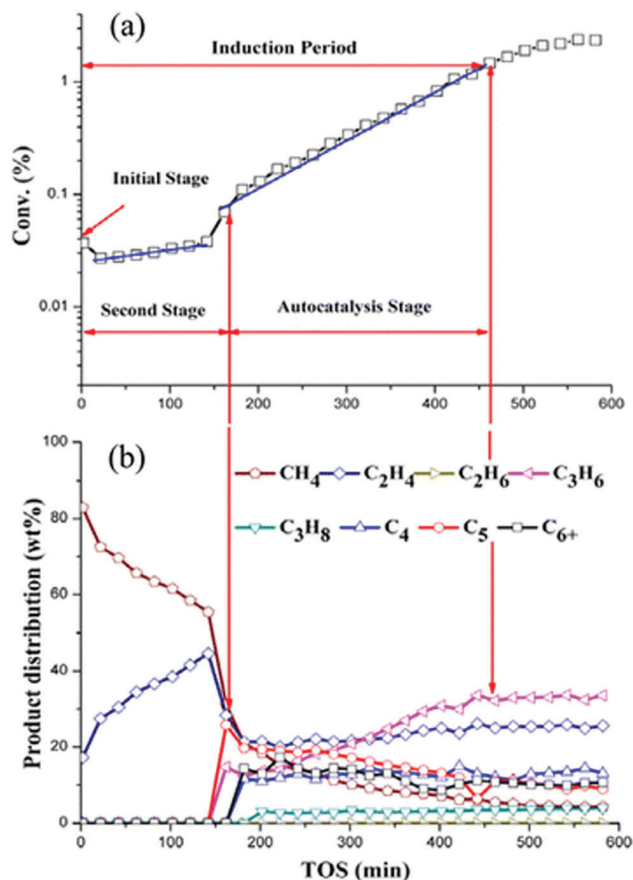 (a)
Induction Period
Initial Stage
Second Stage
Autocatalysis Stage
Conv. (%)
1
0.1
0.01
0 100 200 300 400 500 600
(b)
CH4 C2H4 C2H6 C3H6
C3H8 C4 C5 C6+
Product distribution (wt%)
100
80
60
40
20
0
0 100 200 300 400 500 600
TOS (min)